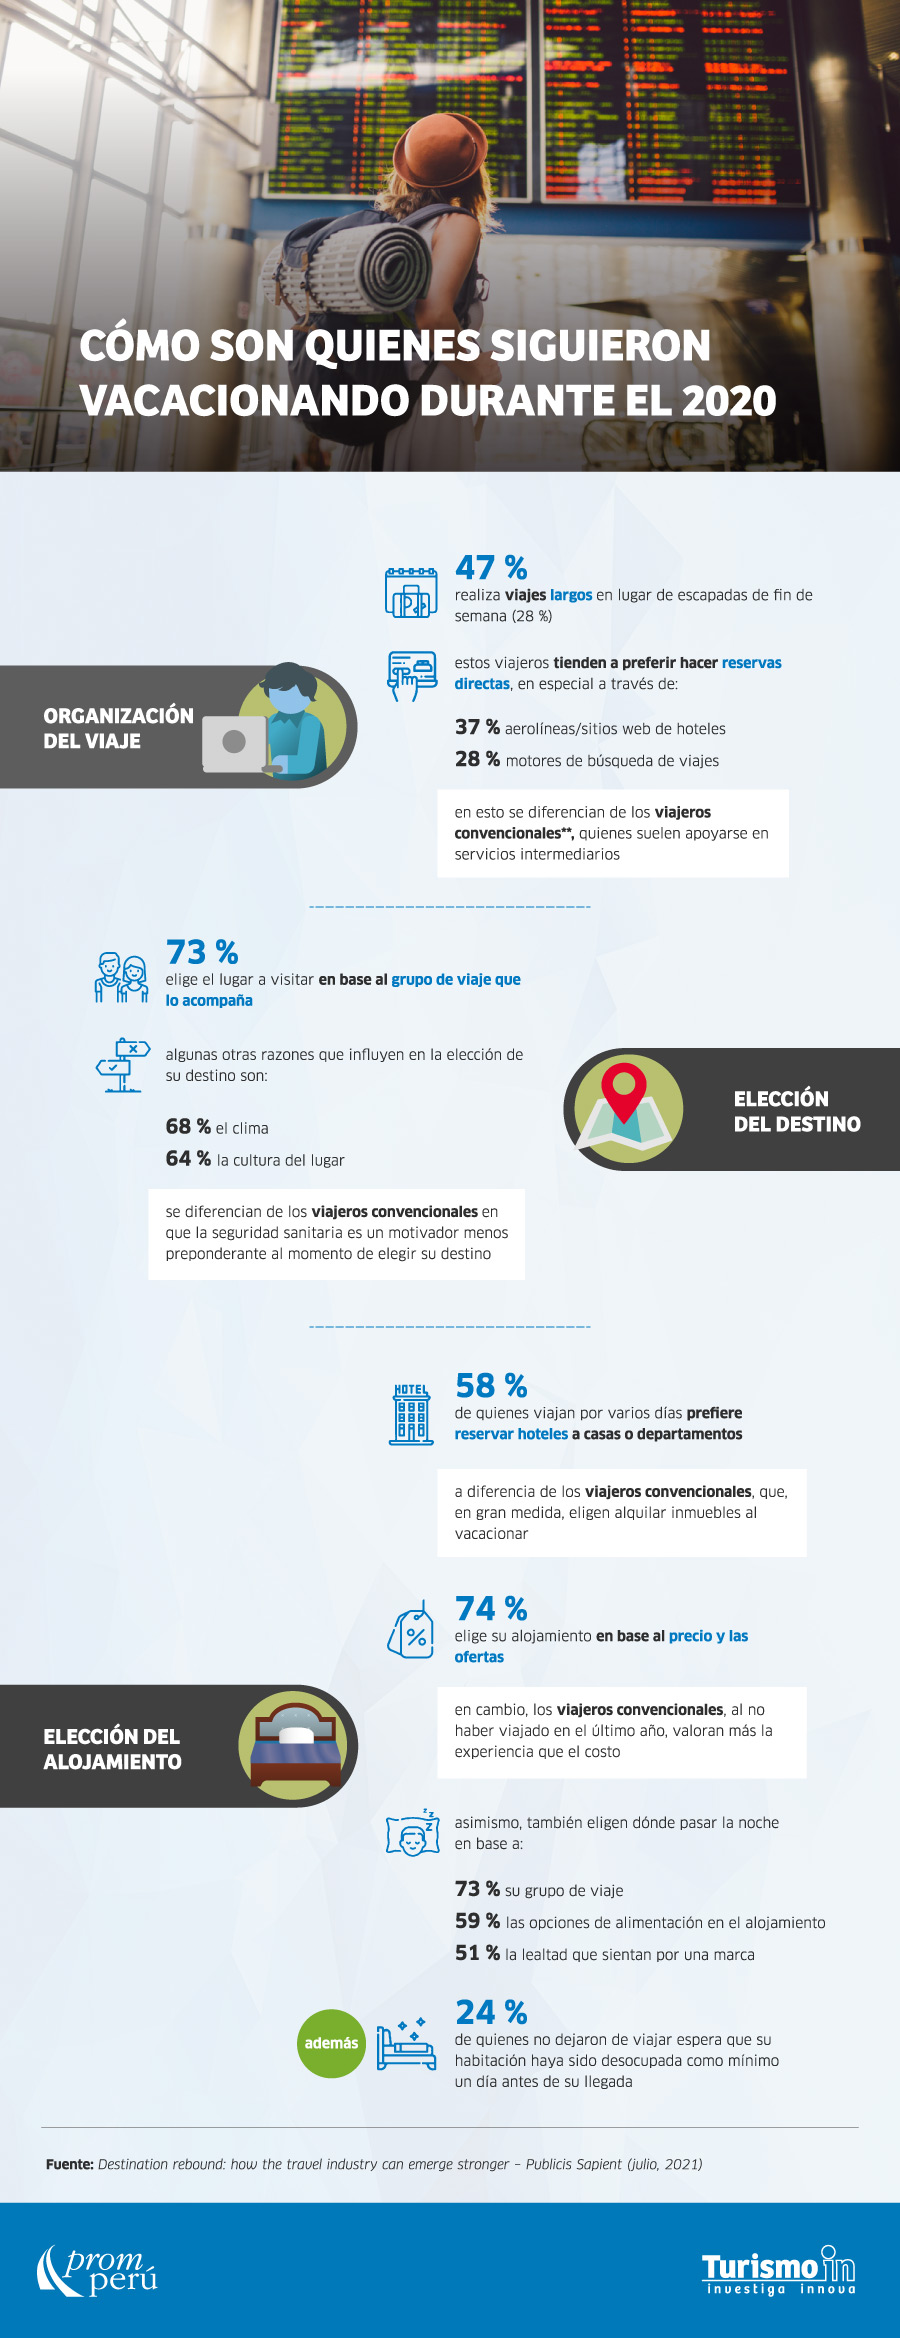 CÓMO SON QUIENES SIGUIERON
VACACIONANDO DURANTE EL 2020
47 %
realiza viajes largos en lugar de escapadas de fin de
semana (28 %)
ORGANIZACIÓN
DEL VIAJE
estos viajeros tienden a preferir hacer reservas
directas, en especial a través de:
37 % aerolíneas/sitios web de hoteles
28 % motores de búsqueda de viajes
en esto se diferencian de los viajeros
convencionales**, quienes suelen apoyarse en
servicios intermediarios
73 %
elige el lugar a visitar en base al grupo de viaje que
lo acompaña
algunas otras razones que influyen en la elección de
su destino son:
68 % el clima
64 % la cultura del lugar
ELECCIÓN
DEL DESTINO
se diferencian de los viajeros convencionales en
que la seguridad sanitaria es un motivador menos
preponderante al momento de elegir su destino
HOTEL
58 %
de quienes viajan por varios días prefiere
reservar hoteles a casas o departamentos
a diferencia de los viajeros convencionales, que,
en gran medida, eligen alquilar inmuebles al
vacacionar
%
74 %
elige su alojamiento en base al precio y las
ofertas
ELECCIÓN DEL
ALOJAMIENTO
en cambio, los viajeros convencionales, al no
haber viajado en el último año, valoran más la
experiencia que el costo
z z z
asimismo, también eligen dónde pasar la noche
en base a:
73 % su grupo de viaje
59 % las opciones de alimentación en el alojamiento
51 % la lealtad que sientan por una marca
además
24 %
de quienes no dejaron de viajar espera que su
habitación haya sido desocupada como mínimo
un día antes de su llegada
Fuente: Destination rebound: how the travel industry can emerge stronger – Publicis Sapient (julio, 2021)
prom
perú
Turismo in
investiga innova